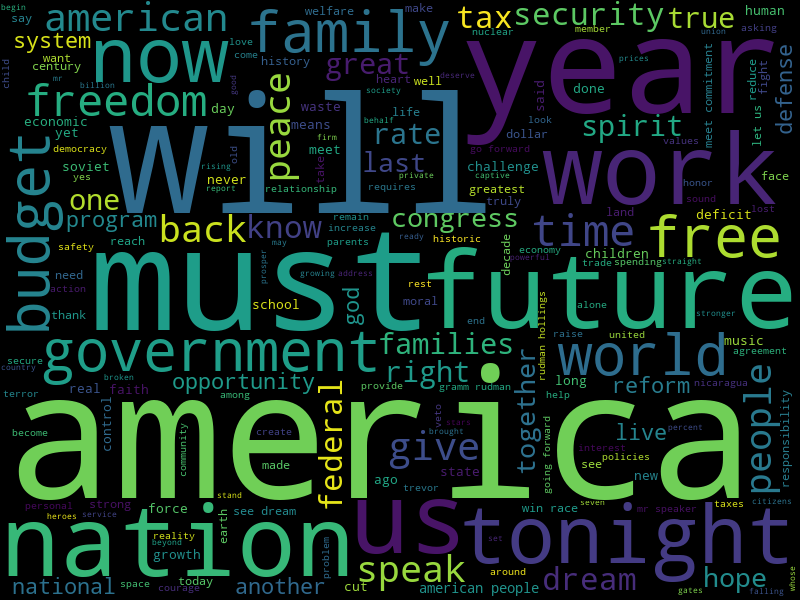 begin
say
american
family
tax
security
true
human
welfare
make
nuclear
member
union
asking
system
want
century
child
mr
billion
now
love
come
history
great
heart
well
good
deserve
year
said
prices
done
reduce
fight
defense
freedom
day
peace
waste
means
society
behalf
life
rate
dollar
look
spirit
values
let us
meet commitment
economic
yet
democracy
soviet
yes
rising
report
will
old
firm
meet
take
private
last
go forward
challenge
work
honor
face
never
relationship
requires
captive
greatest
truly
sound
lost
budget
one
program
back
know
remain
increase
parents
congress
land
time
deficit
free
safety
reach
may
ready
historic
decade
economy
powerful
children
trade
spending
straight
need
action
thank
must
prosper
growing
address
god
school
moral
rest
end
future
alone
stronger
secure
country
government
families
rudman hollings
raise
united
music
agreement
world
broken
right
long
terror
real
faith
opportunity
among
provide
gramm rudman
together
help
reform
nicaragua
people
responsibility
control
federal
america
become
community
create
made
veto
brought
stars
give
going forward
live
interest
percent
policies
see
new
ago
state
trevor
personal
strong
stand
heroes
service
force
see dream
earth
us
win race
seven
mr speaker
taxes
citizens
nation
reality
beyond
growth
problem
tonight
set
national
space
today
courage
another
cut
speak
american people
around
dream
hope
gates
falling
whose